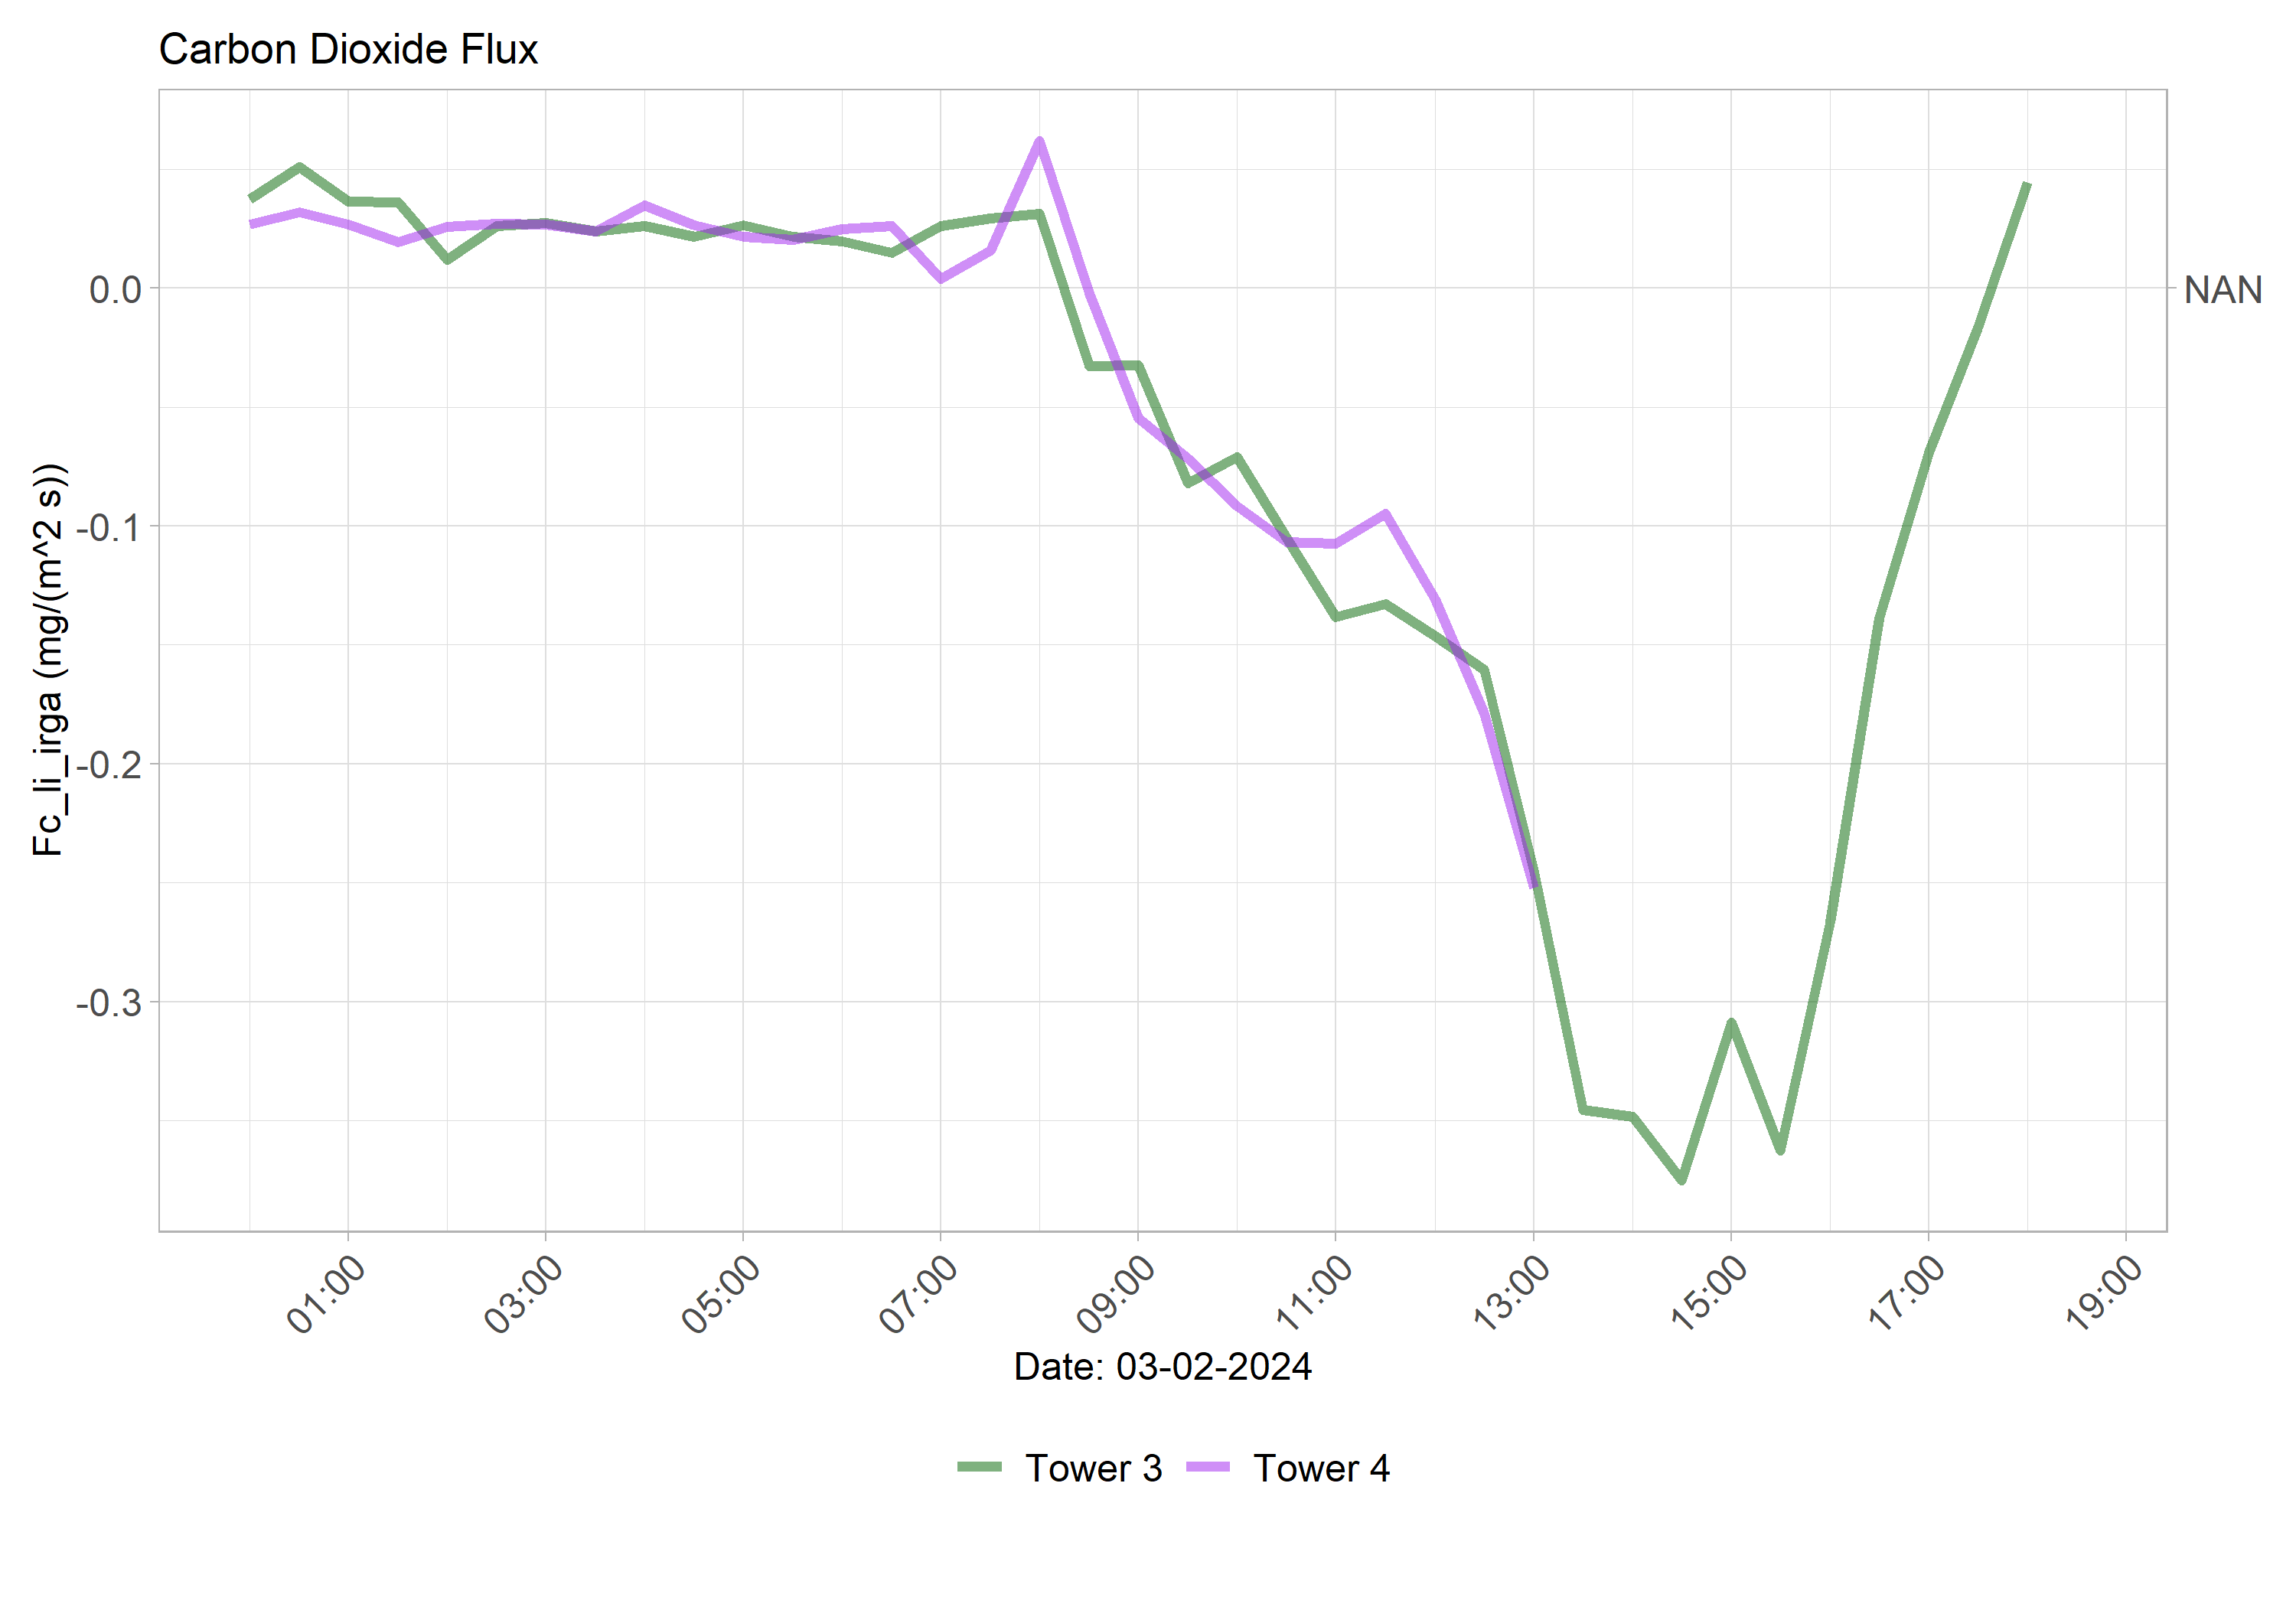 Carbon Dioxide Flux
Fc_li_irga (mg/(m^2 s))
0.0
-0.1
-0.2
-0.3
NAN
01:00
03:00
05:00
07:00
09:00
11:00
13:00
15:00
17:00
19:00
Date: 03-02-2024
Tower 3
Tower 4